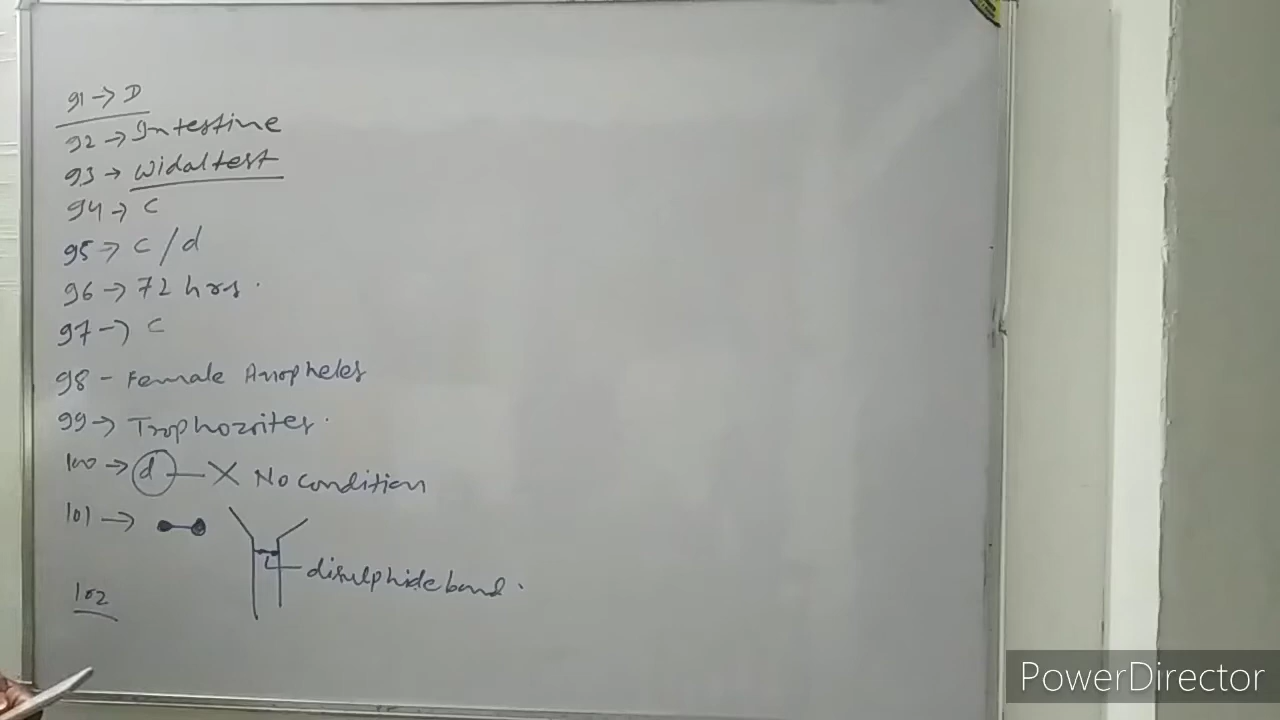 91 → D
92 → Intestine
93 → Widal test
94 → C
95 → C/d
96 → 72 hrs.
97 → C
98 - Female Anopheles
99 → Trophozoites.
100 → d — X No condition
101 →
disulphide bond.
102
PowerDirector